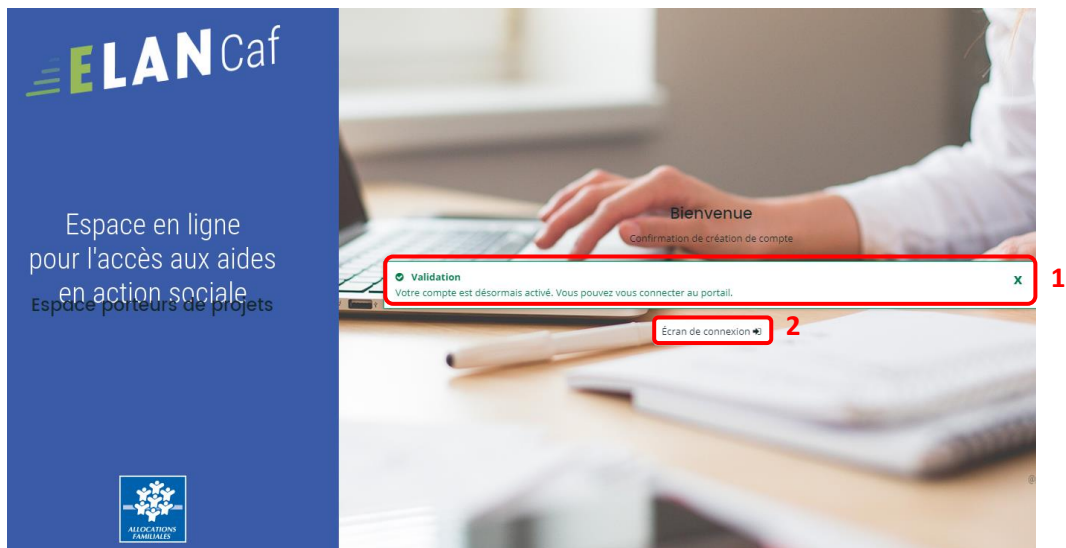 ELANCaf
Espace en ligne
pour l'accès aux aides
en action sociale
Espace porteurs de projets
ALLOCATIONS
FAMILIALES
Bienvenue
Confirmation de création de compte
Validation
x
1
Votre compte est désormais activé. Vous pouvez vous connecter au portail.
Écran de connexion
2
@